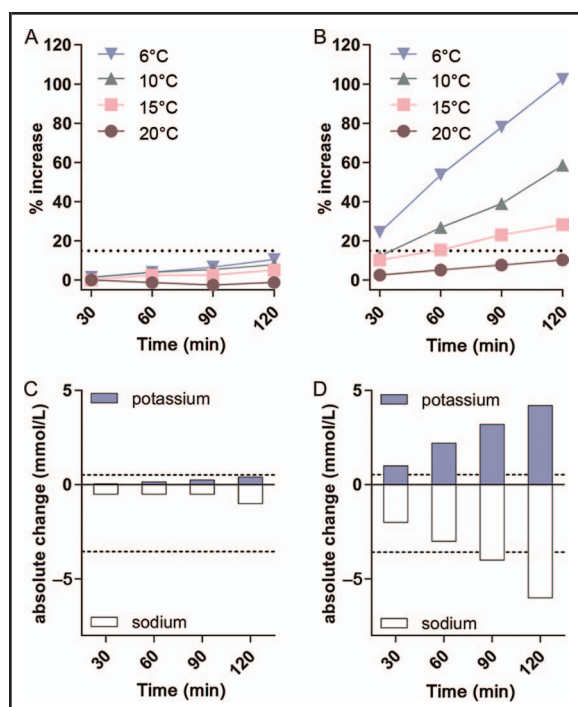 A
120
100
80
60
40
20
0
% increase
6°C
10°C
15°C
20°C
30
60
90
120
Time (min)
B
120
100
80
60
40
20
0
% increase
6°C
10°C
15°C
20°C
30
60
90
120
Time (min)
C
5
0
–5
absolute change (mmol/L)
potassium
sodium
30
60
90
120
Time (min)
D
5
0
–5
absolute change (mmol/L)
potassium
sodium
30
60
90
120
Time (min)